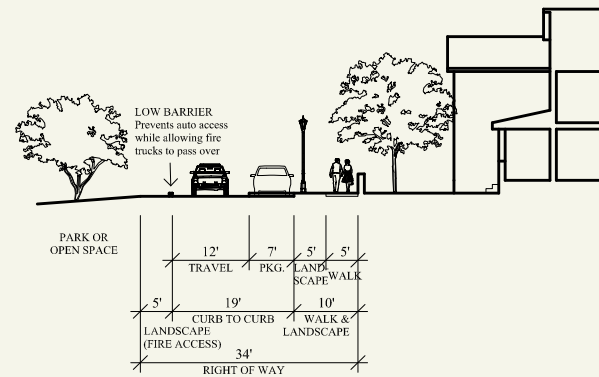 LOW BARRIER
Prevents auto access
while allowing fire
trucks to pass over
PARK OR
OPEN SPACE
12'
TRAVEL
7'
PKG.
5'
LAND-
SCAPE
5'
WALK
5'
LANDSCAPE
(FIRE ACCESS)
19'
CURB TO CURB
10'
WALK &
LANDSCAPE
34'
RIGHT OF WAY